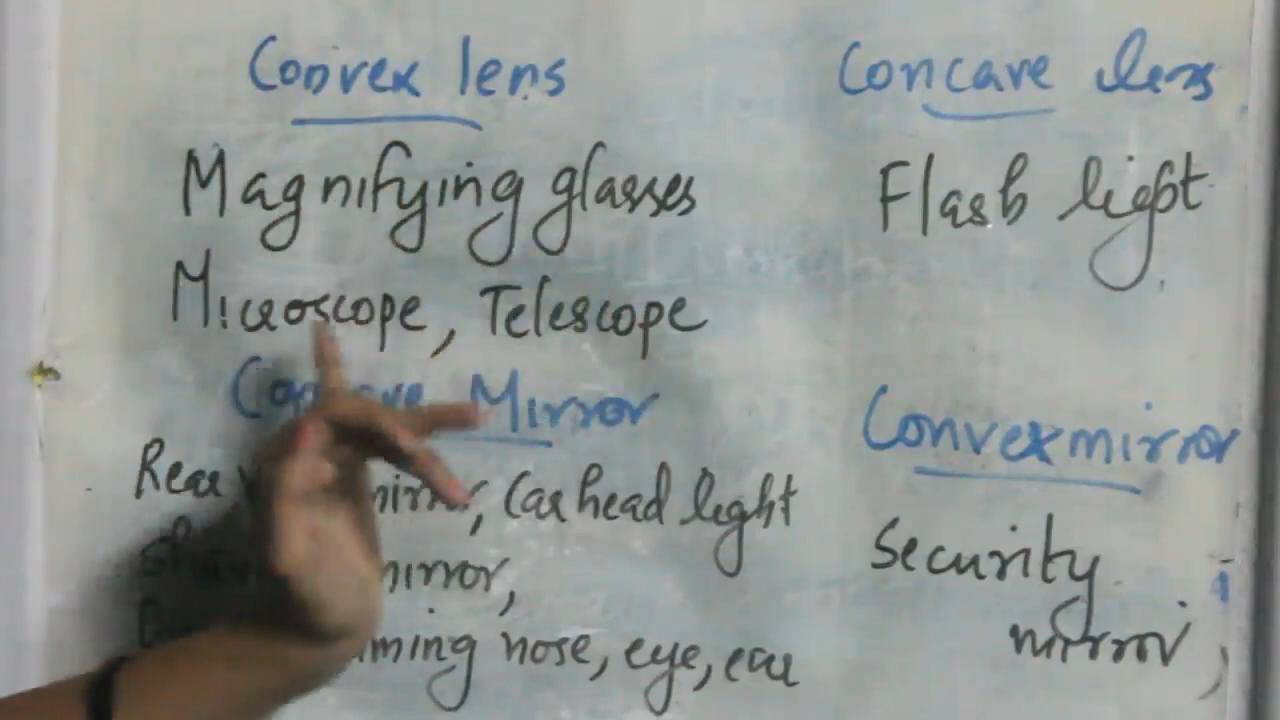 Convex lens
Magnifying glasses
Microscope, Telescope
Concave lens
Flash light
Mirror
Rear mirror, Car head light
mirror,
nose, eye, ear
Convex mirror
Security
mirror,